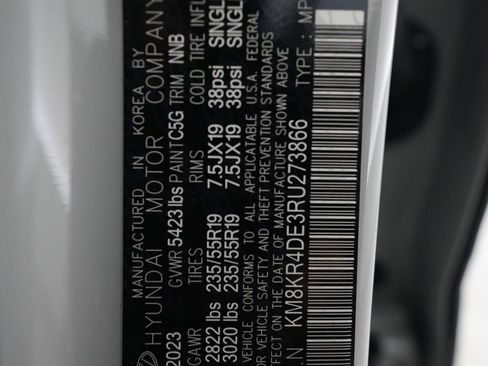 MANUFACTURED IN KOREA BY
HYUNDAI MOTOR COMPANY
2023 GVWR 5423 lbs PAINT C5G TRIM NNB
GAWR TIRES RIMS COLD TIRE INFL
2822 lbs 235/55R19 7.5JX19 38psi SINGL
3020 lbs 235/55R19 7.5JX19 38psi SINGL
VEHICLE CONFORMS TO ALL APPLICABLE U.S.A. FEDERAL
VEHICLE SAFETY AND THEFT PREVENTION STANDARDS
ON THE DATE OF MANUFACTURE SHOWN ABOVE
I.N KM8KR4DE3RU273866 TYPE : MP